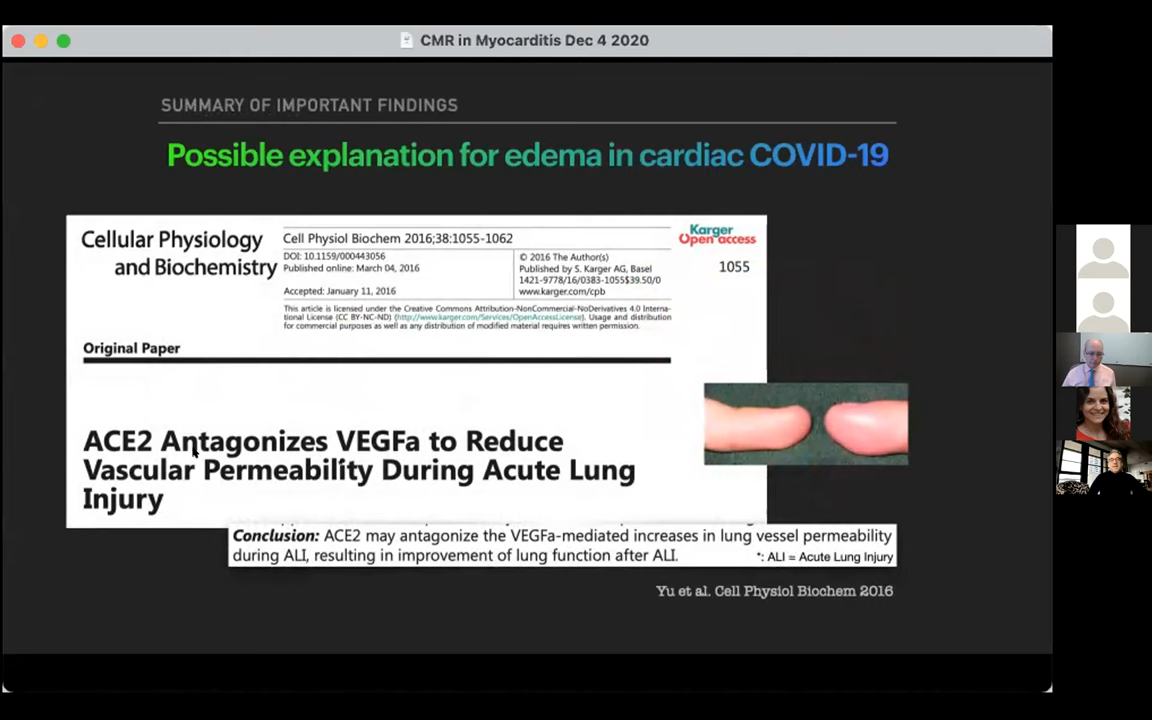 CMR in Myocarditis Dec 4 2020
SUMMARY OF IMPORTANT FINDINGS
Possible explanation for edema in cardiac COVID-19
Cellular Physiology
and Biochemistry
Cell Physiol Biochem 2016;38:1055-1062
DOI: 10.1159/000443056
Published online: March 04, 2016
Accepted: January 11, 2016
© 2016 The Author(s)
Published by S. Karger AG, Basel
1421-9778/16/0383-1055$39.50/0
www.karger.com/cpb
Karger
Open access
1055
This article is licensed under the Creative Commons Attribution-NonCommercial-NoDerivatives 4.0 Interna-
tional License (CC BY-NC-ND) (http://www.karger.com/Services/OpenAccessLicense). Usage and distribution
for commercial purposes as well as any distribution of modified material requires written permission.
Original Paper
ACE2 Antagonizes VEGFa to Reduce
Vascular Permeability During Acute Lung
Injury
Conclusion: ACE2 may antagonize the VEGFa-mediated increases in lung vessel permeability
during ALI, resulting in improvement of lung function after ALI.
*: ALI = Acute Lung Injury
Yu et al. Cell Physiol Biochem 2016